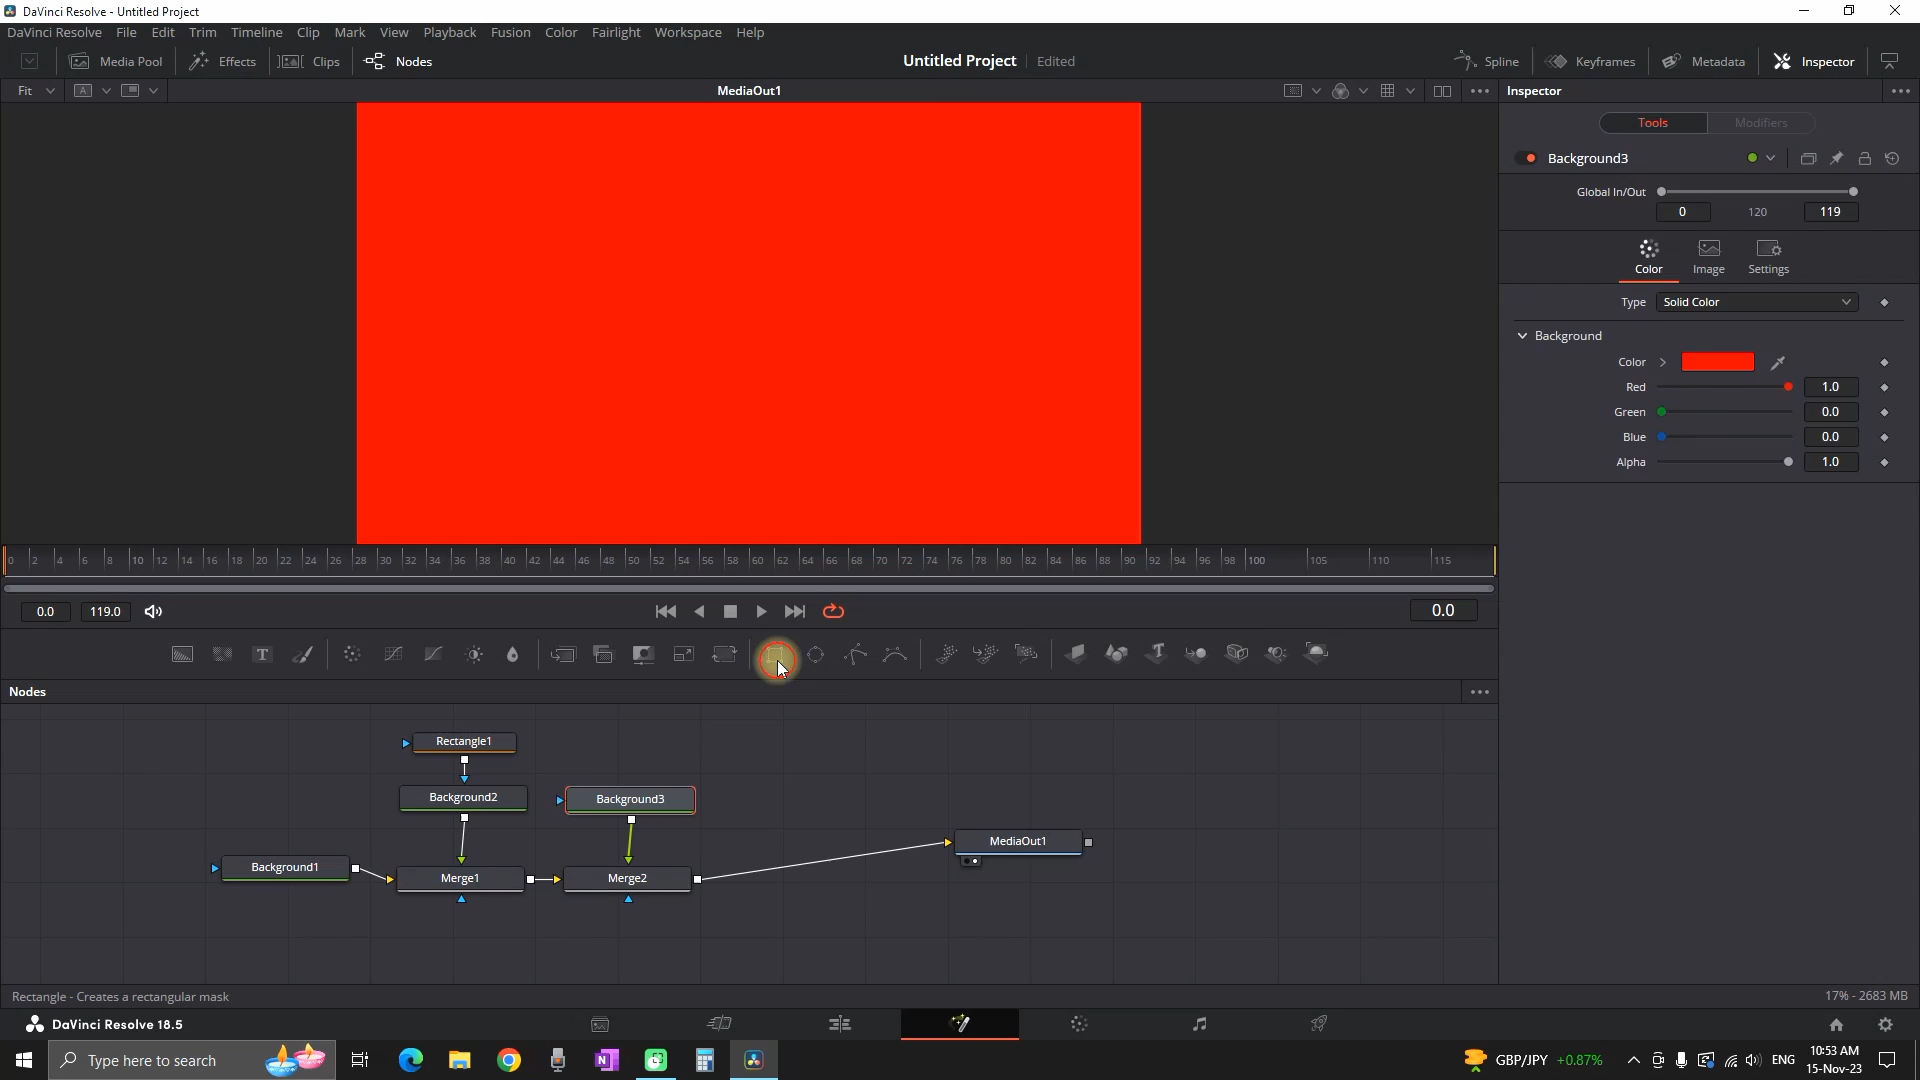 DaVinci Resolve - Untitled Project
DaVinci Resolve File Edit Trim Timeline Clip Mark View Playback Fusion Color Fairlight Workspace Help
Media Pool Effects Clips Nodes Untitled Project Edited Spline Keyframes Metadata Inspector
Fit A MediaOut1 Inspector
Tools Modifiers
Background3
Global In/Out
0 120 119
Color Image Settings
Type Solid Color
Background
Color
Red 1.0
Green 0.0
Blue 0.0
Alpha 1.0
0 2 4 6 8 10 12 14 16 18 20 22 24 26 28 30 32 34 36 38 40 42 44 46 48 50 52 54 56 58 60 62 64 66 68 70 72 74 76 78 80 82 84 86 88 90 92 94 96 98 100 105 110 115
0.0 119.0 0.0
T
Nodes
Rectangle1
Background2 Background3
MediaOut1
Background1 Merge1 Merge2
Rectangle - Creates a rectangular mask 17% - 2683 MB
DaVinci Resolve 18.5
Type here to search GBP/JPY +0.87% ENG 10:53 AM
15-Nov-23